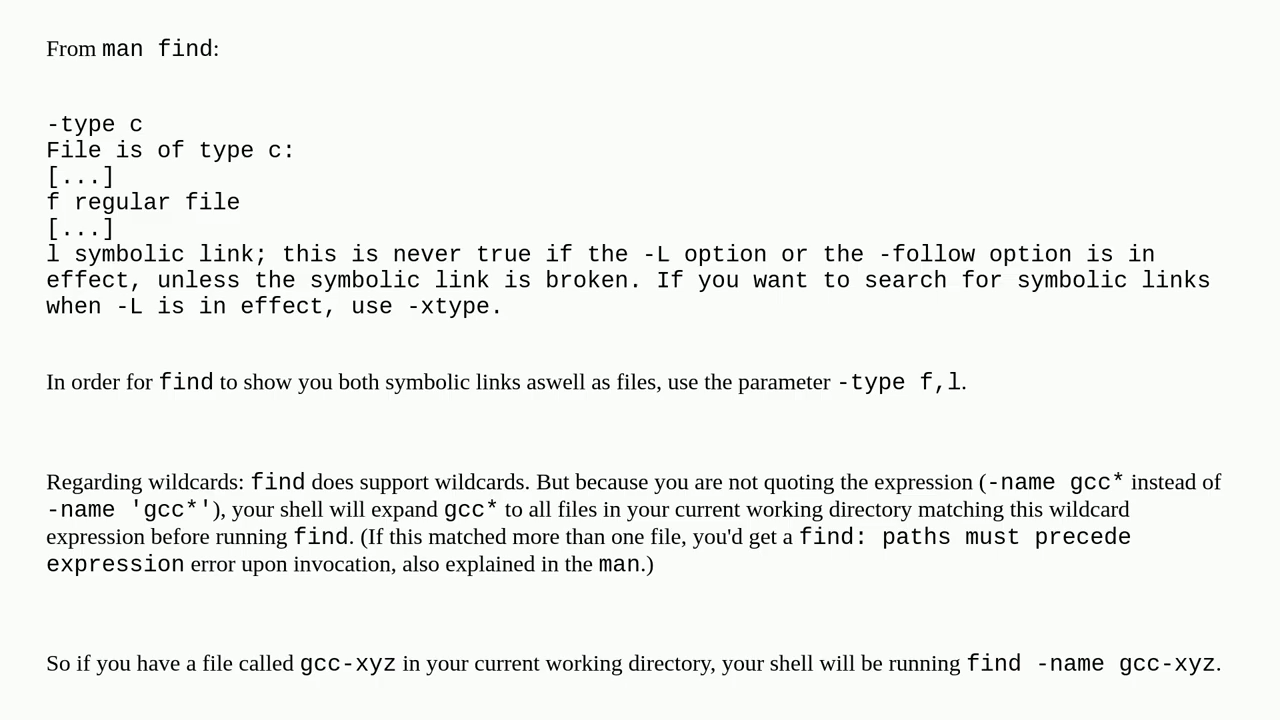 From man find:
-type c
File is of type c:
[...]
f regular file
[...]
l symbolic link; this is never true if the -L option or the -follow option is in
effect, unless the symbolic link is broken. If you want to search for symbolic links
when -L is in effect, use -xtype.
In order for find to show you both symbolic links aswell as files, use the parameter -type f,l.
Regarding wildcards: find does support wildcards. But because you are not quoting the expression (-name gcc* instead of
-name 'gcc*'), your shell will expand gcc* to all files in your current working directory matching this wildcard
expression before running find. (If this matched more than one file, you'd get a find: paths must precede
expression error upon invocation, also explained in the man.)
So if you have a file called gcc-xyz in your current working directory, your shell will be running find -name gcc-xyz.